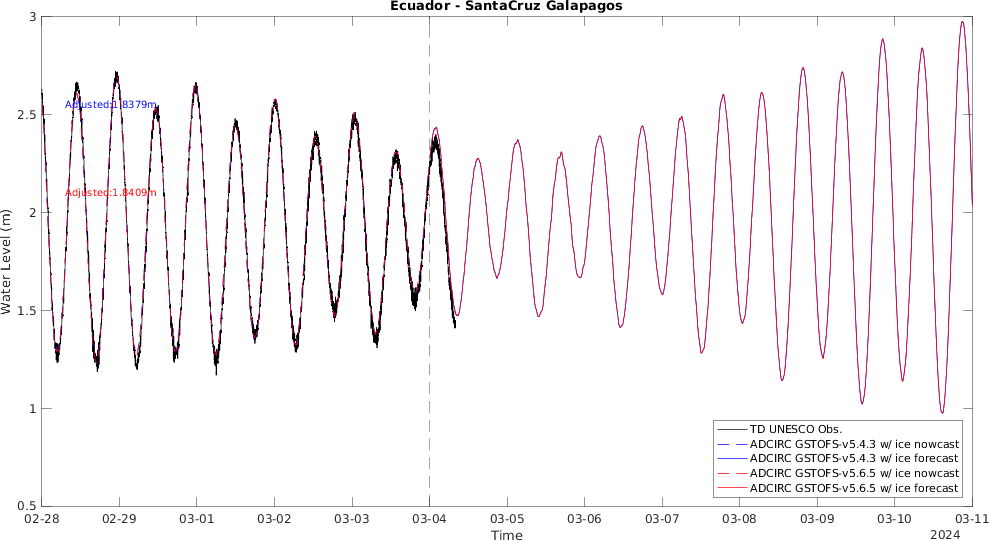 Ecuador - SantaCruz Galapagos
Water Level (m)
3
2.5
2
1.5
1
0.5
Adjusted:1.8379m
Adjusted:1.8409m
TD UNESCO Obs.
ADCIRC GSTOFS-v5.4.3 w/ ice nowcast
ADCIRC GSTOFS-v5.4.3 w/ ice forecast
ADCIRC GSTOFS-v5.6.5 w/ ice nowcast
ADCIRC GSTOFS-v5.6.5 w/ ice forecast
02-28 02-29 03-01 03-02 03-03 03-04 03-05 03-06 03-07 03-08 03-09 03-10 03-11
Time
2024